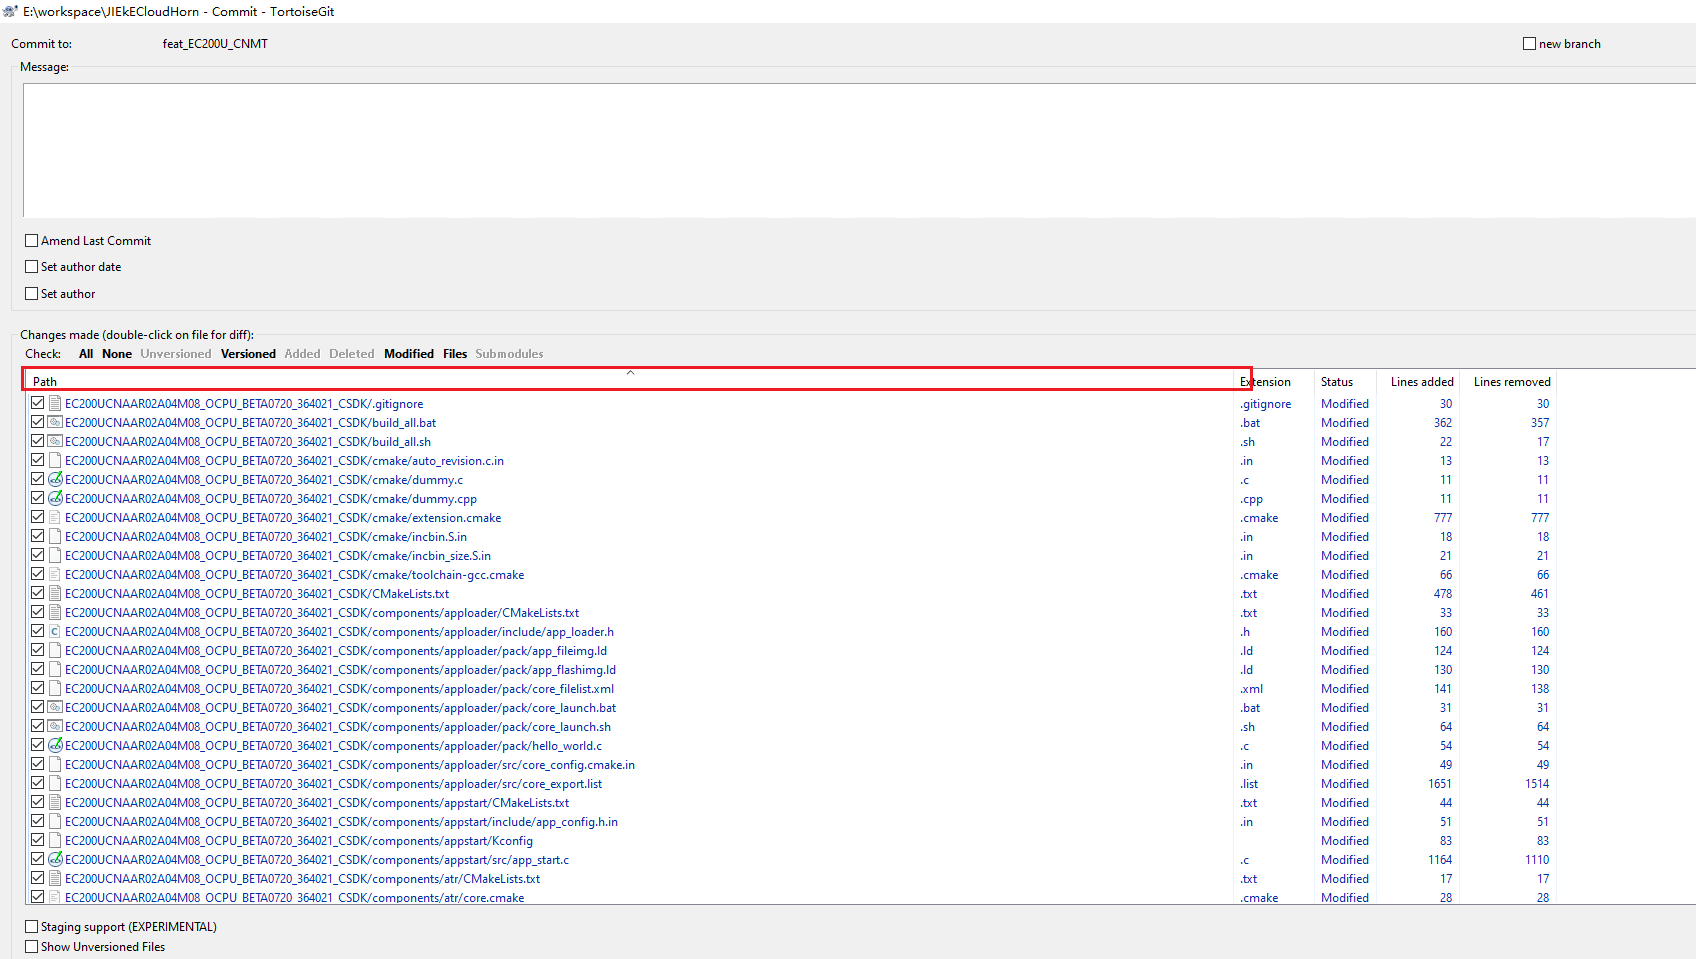 E:\workspace\JIEkECloudHorn - Commit - TortoiseGit
Commit to: feat_EC200U_CNMT new branch
Message:
Amend Last Commit
Set author date
Set author
Changes made (double-click on file for diff):
Check: All None Unversioned Versioned Added Deleted Modified Files Submodules
Path Extension Status Lines added Lines removed
EC200UCNAAR02A04M08_OCPU_BETA0720_364021_CSDK/.gitignore .gitignore Modified 30 30
EC200UCNAAR02A04M08_OCPU_BETA0720_364021_CSDK/build_all.bat .bat Modified 362 357
EC200UCNAAR02A04M08_OCPU_BETA0720_364021_CSDK/build_all.sh .sh Modified 22 17
EC200UCNAAR02A04M08_OCPU_BETA0720_364021_CSDK/cmake/auto_revision.c.in .in Modified 13 13
EC200UCNAAR02A04M08_OCPU_BETA0720_364021_CSDK/cmake/dummy.c .c Modified 11 11
EC200UCNAAR02A04M08_OCPU_BETA0720_364021_CSDK/cmake/dummy.cpp .cpp Modified 11 11
EC200UCNAAR02A04M08_OCPU_BETA0720_364021_CSDK/cmake/extension.cmake .cmake Modified 777 777
EC200UCNAAR02A04M08_OCPU_BETA0720_364021_CSDK/cmake/incbin.S.in .in Modified 18 18
EC200UCNAAR02A04M08_OCPU_BETA0720_364021_CSDK/cmake/incbin_size.S.in .in Modified 21 21
EC200UCNAAR02A04M08_OCPU_BETA0720_364021_CSDK/cmake/toolchain-gcc.cmake .cmake Modified 66 66
EC200UCNAAR02A04M08_OCPU_BETA0720_364021_CSDK/CMakeLists.txt .txt Modified 478 461
EC200UCNAAR02A04M08_OCPU_BETA0720_364021_CSDK/components/apploader/CMakeLists.txt .txt Modified 33 33
EC200UCNAAR02A04M08_OCPU_BETA0720_364021_CSDK/components/apploader/include/app_loader.h .h Modified 160 160
EC200UCNAAR02A04M08_OCPU_BETA0720_364021_CSDK/components/apploader/pack/app_fileimg.ld .ld Modified 124 124
EC200UCNAAR02A04M08_OCPU_BETA0720_364021_CSDK/components/apploader/pack/app_flashimg.ld .ld Modified 130 130
EC200UCNAAR02A04M08_OCPU_BETA0720_364021_CSDK/components/apploader/pack/core_filelist.xml .xml Modified 141 138
EC200UCNAAR02A04M08_OCPU_BETA0720_364021_CSDK/components/apploader/pack/core_launch.bat .bat Modified 31 31
EC200UCNAAR02A04M08_OCPU_BETA0720_364021_CSDK/components/apploader/pack/core_launch.sh .sh Modified 64 64
EC200UCNAAR02A04M08_OCPU_BETA0720_364021_CSDK/components/apploader/pack/hello_world.c .c Modified 54 54
EC200UCNAAR02A04M08_OCPU_BETA0720_364021_CSDK/components/apploader/src/core_config.cmake.in .in Modified 49 49
EC200UCNAAR02A04M08_OCPU_BETA0720_364021_CSDK/components/apploader/src/core_export.list .list Modified 1651 1514
EC200UCNAAR02A04M08_OCPU_BETA0720_364021_CSDK/components/appstart/CMakeLists.txt .txt Modified 44 44
EC200UCNAAR02A04M08_OCPU_BETA0720_364021_CSDK/components/appstart/include/app_config.h.in .in Modified 51 51
EC200UCNAAR02A04M08_OCPU_BETA0720_364021_CSDK/components/appstart/Kconfig Modified 83 83
EC200UCNAAR02A04M08_OCPU_BETA0720_364021_CSDK/components/appstart/src/app_start.c .c Modified 1164 1110
EC200UCNAAR02A04M08_OCPU_BETA0720_364021_CSDK/components/atr/CMakeLists.txt .txt Modified 17 17
EC200UCNAAR02A04M08_OCPU_BETA0720_364021_CSDK/components/atr/core.cmake .cmake Modified 28 28
Staging support (EXPERIMENTAL)
Show Unversioned Files